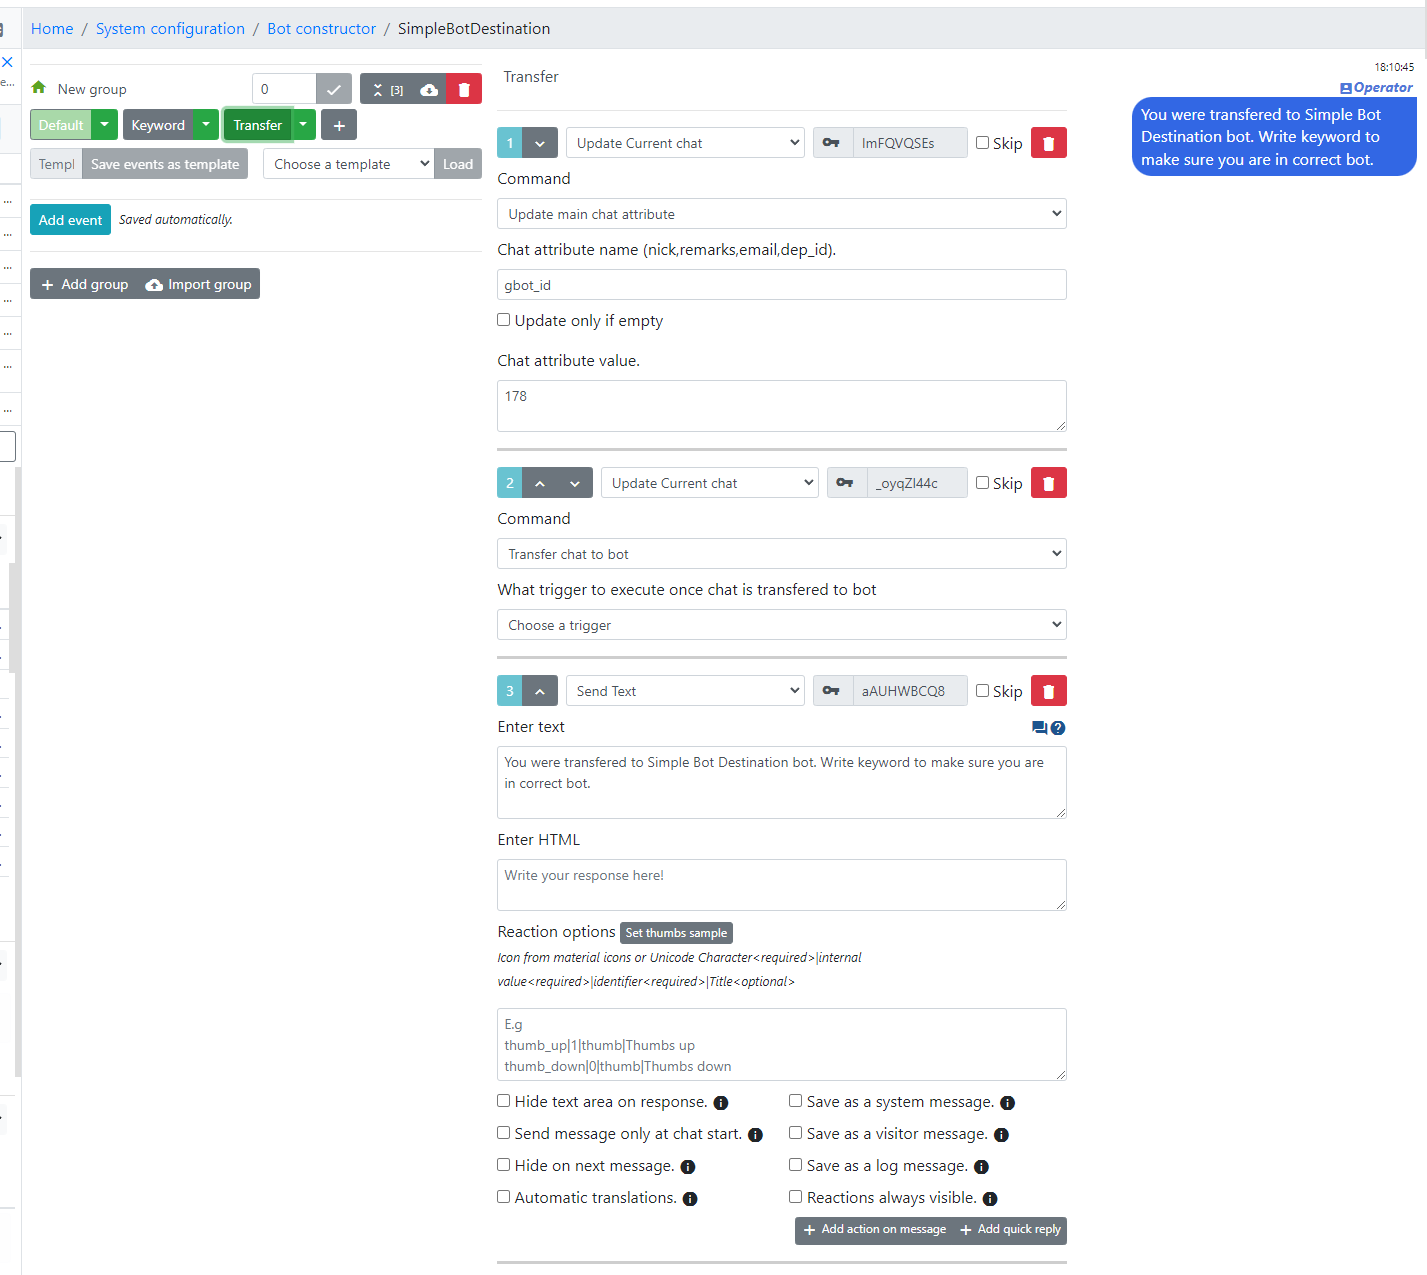 Home / System configuration / Bot constructor / SimpleBotDestination
New group
0
[3]
Default
Keyword
Transfer
Templ
Save events as template
Choose a template
Load
Add event
Saved automatically.
Add group
Import group
Transfer
1
Update Current chat
Skip
Command
Update main chat attribute
Chat attribute name (nick,remarks,email,dep_id).
gbot_id
Update only if empty
Chat attribute value.
178
2
Update Current chat
_oyqZI44c
Skip
Command
Transfer chat to bot
What trigger to execute once chat is transfered to bot
Choose a trigger
3
Send Text
aAUHWBCQ8
Skip
Enter text
You were transfered to Simple Bot Destination bot. Write keyword to make sure you are
in correct bot.
Enter HTML
Write your response here!
Reaction options
Set thumbs sample
Icon from material icons or Unicode Character<required>|internal
value<required>|identifier<required>|Title<optional>
E.g
thumb_up|1|thumb|Thumbs up
thumb_down|0|thumb|Thumbs down
Hide text area on response.
Save as a system message.
Send message only at chat start.
Save as a visitor message.
Hide on next message.
Save as a log message.
Automatic translations.
Reactions always visible.
Add action on message
Add quick reply
18:10:45
Operator
You were transfered to Simple Bot
Destination bot. Write keyword to
make sure you are in correct bot.